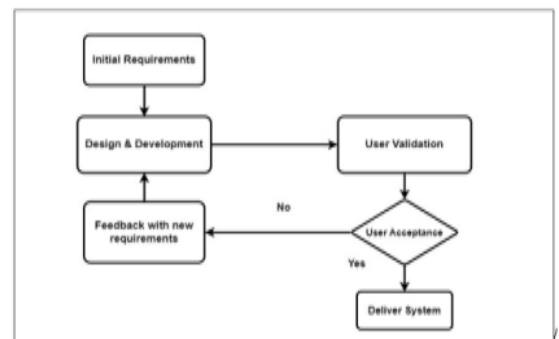 Initial Requirements
Design & Development
User Validation
No
Feedback with new
requirements
User Acceptance
Yes
Deliver System